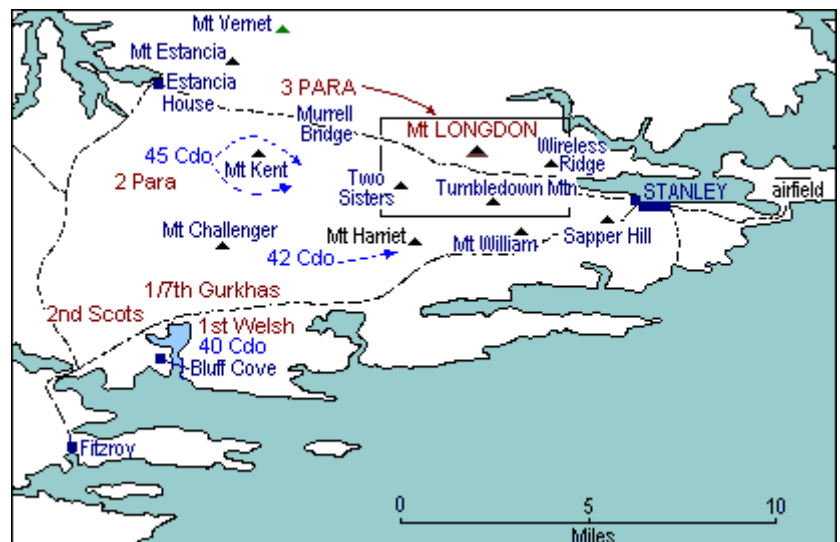 Mt Vernet
Mt Estancia
Estancia
House
3 PARA
Murrell
Bridge
Mt LONGDON
Wireless
Ridge
45 Cdo
Mt Kent
2 Para
Two
Sisters
Tumbledown Mtn
STANLEY
airfield
Mt Challenger
42 Cdo
Mt Harriet
Mt William
Sapper Hill
1/7th Gurkhas
2nd Scots
1st Welsh
40 Cdo
Bluff Cove
Fitzroy
0 5 10
Miles